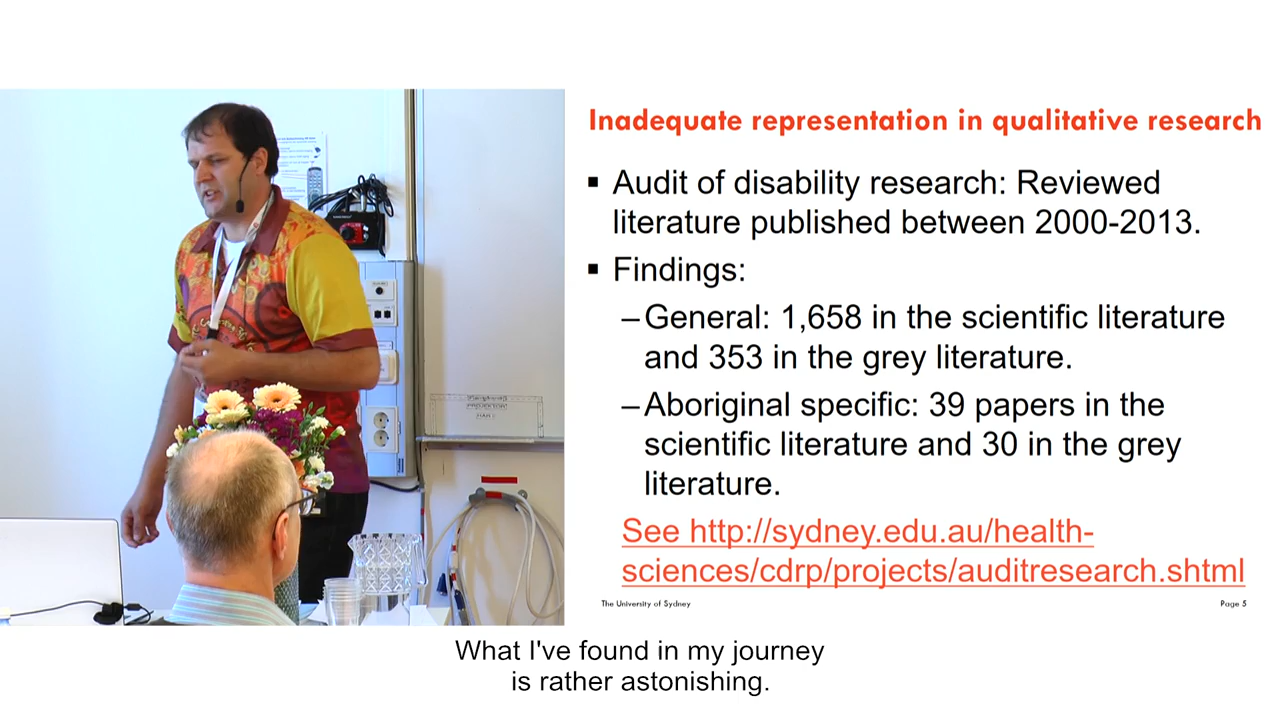 Inadequate representation in qualitative research
▪ Audit of disability research: Reviewed
literature published between 2000-2013.
▪ Findings:
–General: 1,658 in the scientific literature
and 353 in the grey literature.
–Aboriginal specific: 39 papers in the
scientific literature and 30 in the grey
literature.
See http://sydney.edu.au/health-
sciences/cdrp/projects/auditresearch.shtml
The University of Sydney
Page 5
What I've found in my journey
is rather astonishing.